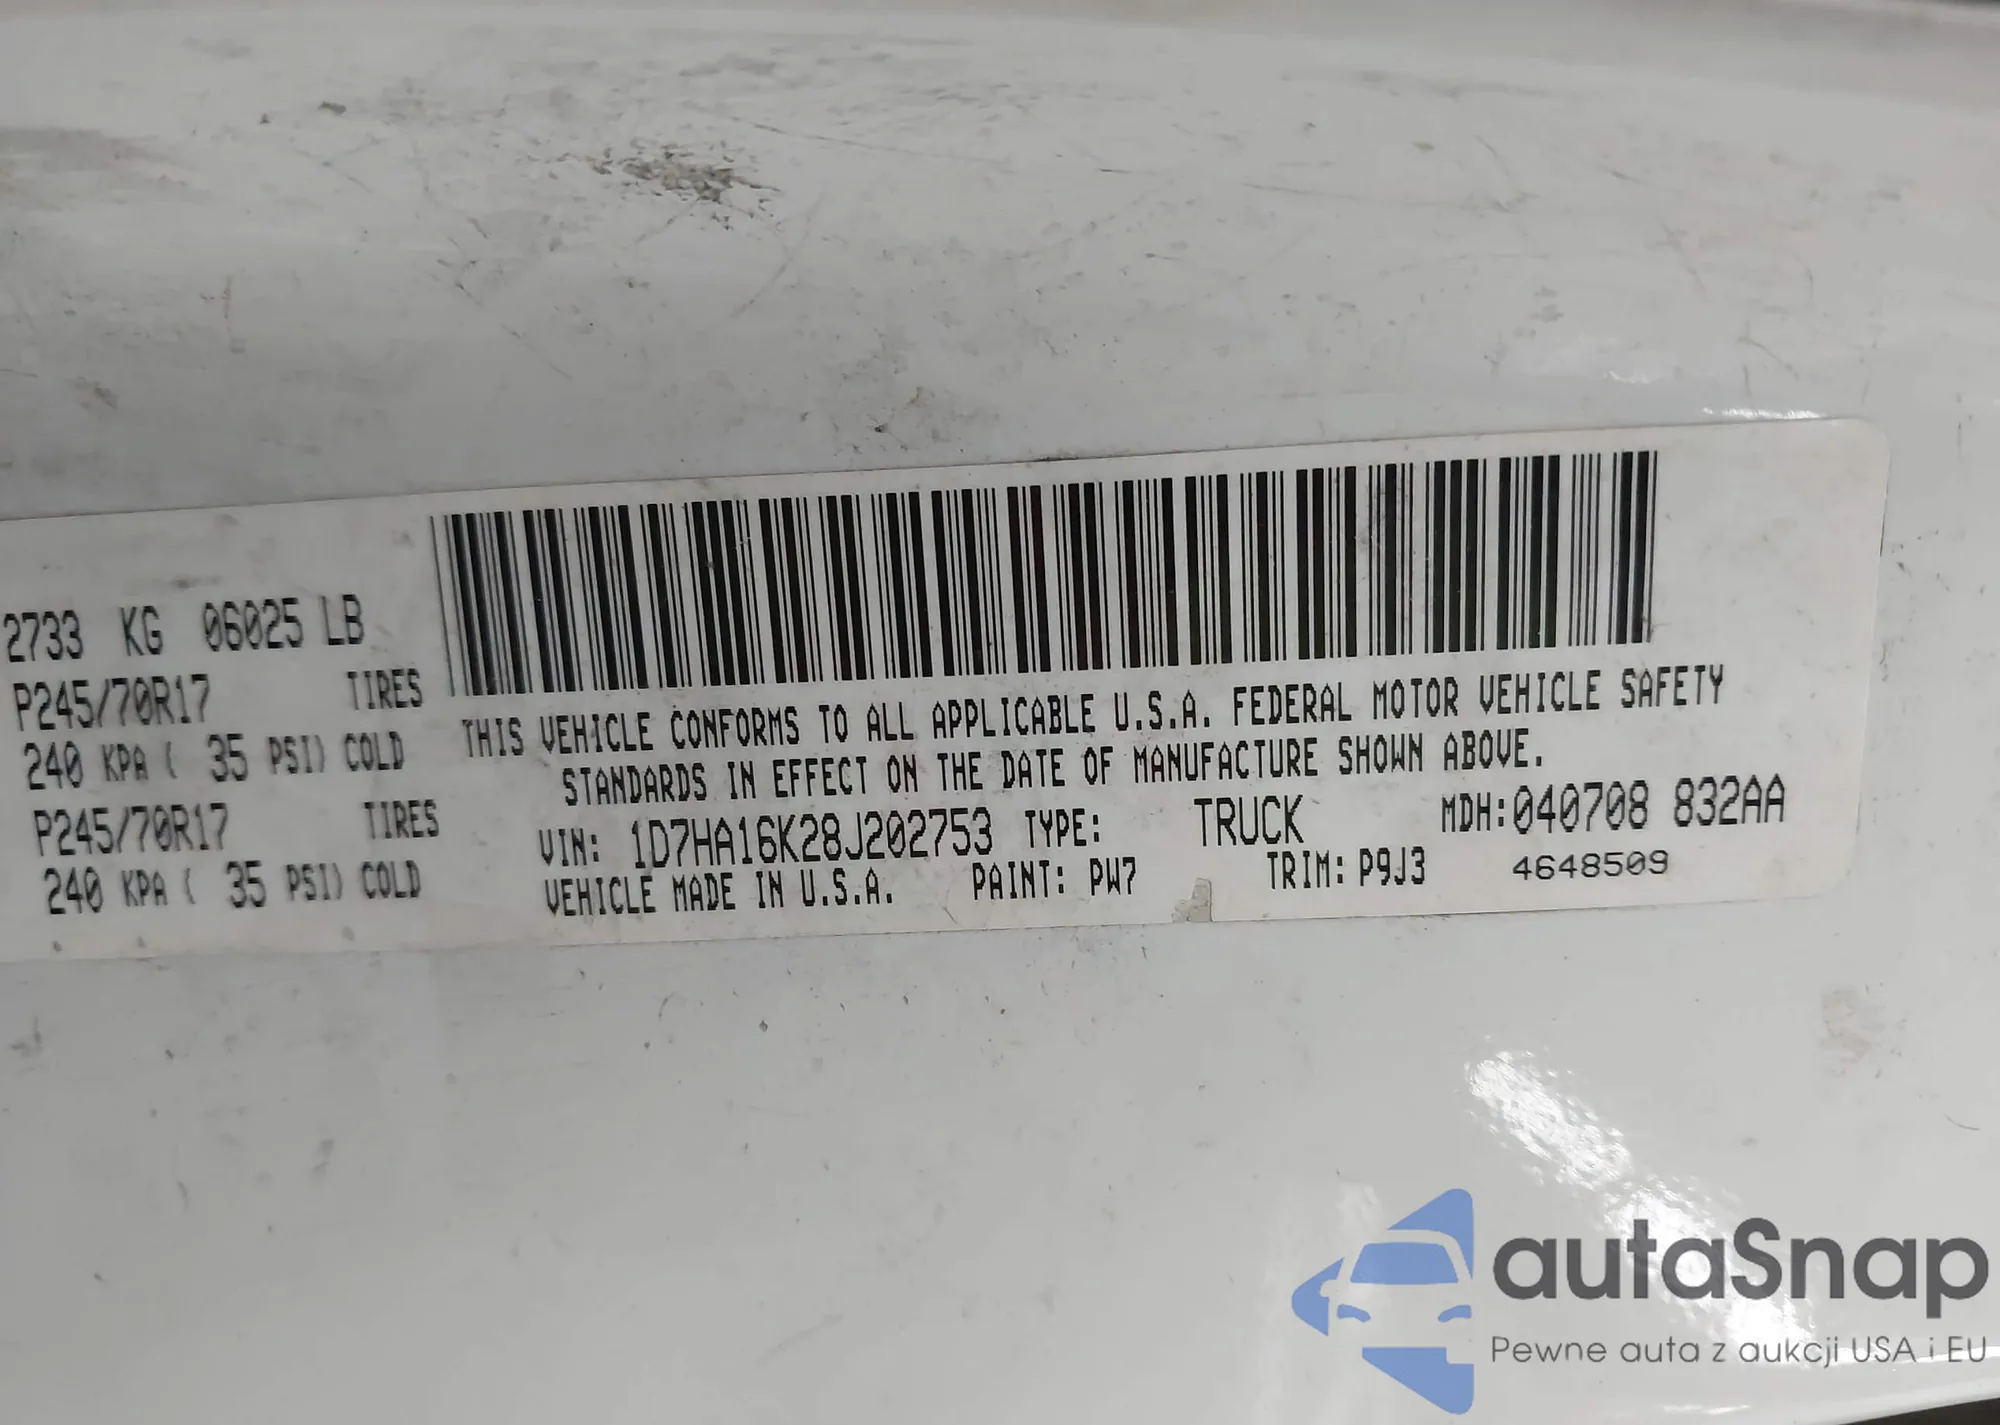 2733 KG 06025 LB
P245/70R17 TIRES
240 KPA ( 35 PSI) COLD
P245/70R17 TIRES
240 KPA ( 35 PSI) COLD
THIS VEHICLE CONFORMS TO ALL APPLICABLE U.S.A. FEDERAL MOTOR VEHICLE SAFETY
STANDARDS IN EFFECT ON THE DATE OF MANUFACTURE SHOWN ABOVE.
VIN: 1D7HA16K28J202753 TYPE: TRUCK MDH:040708 832AA
VEHICLE MADE IN U.S.A. PAINT: PW7 TRIM: P9J3 4648509
autaSnap
Pewne auta z aukcji USA i EU